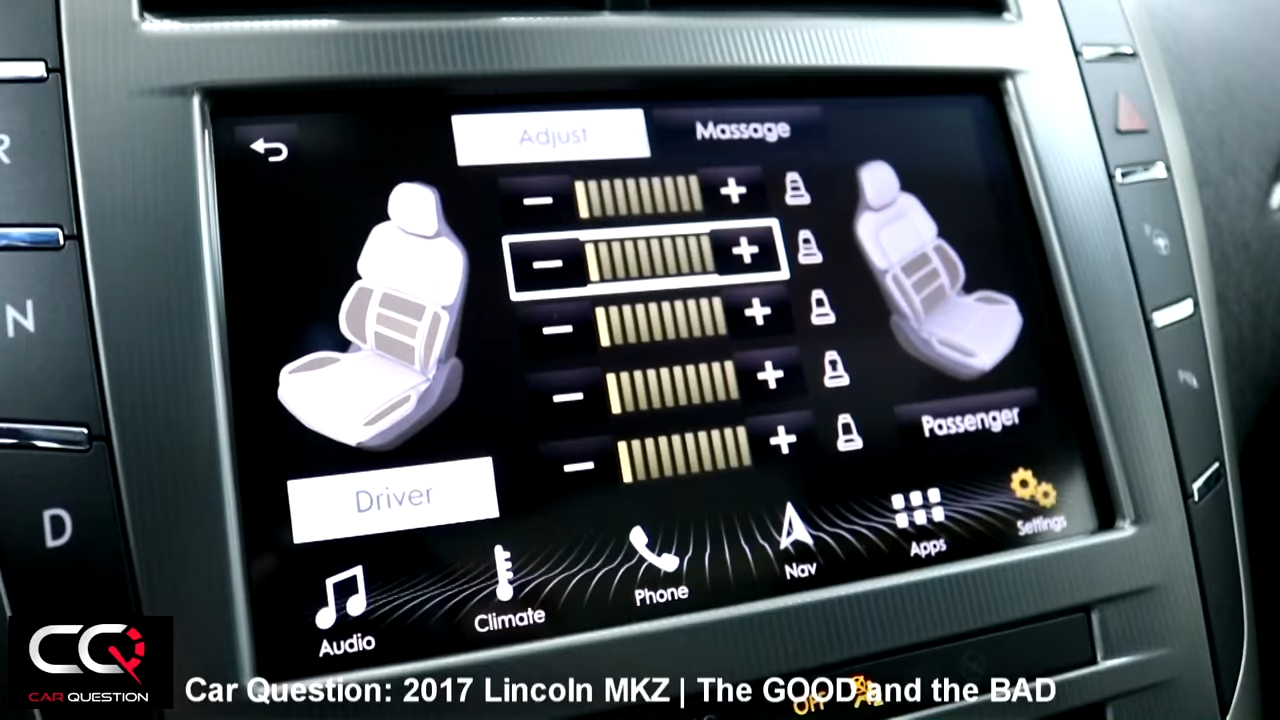 Adjust
Massage
R
N
D
Driver
Passenger
Audio
Climate
Phone
Nav
Apps
Settings
OFF
CQ
CAR QUESTION
Car Question: 2017 Lincoln MKZ | The GOOD and the BAD